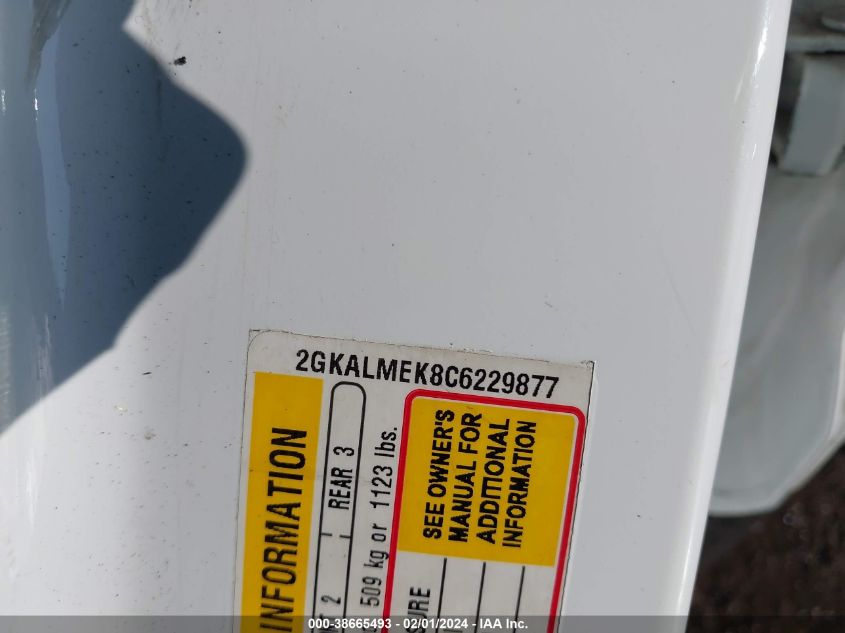 2GKALMEK8C6229877
INFORMATION
2 REAR 3
509 kg or 1123 lbs.
SEE OWNER'S
MANUAL FOR
ADDITIONAL
INFORMATION
000-38665493 - 02/01/2024 - IAA Inc.